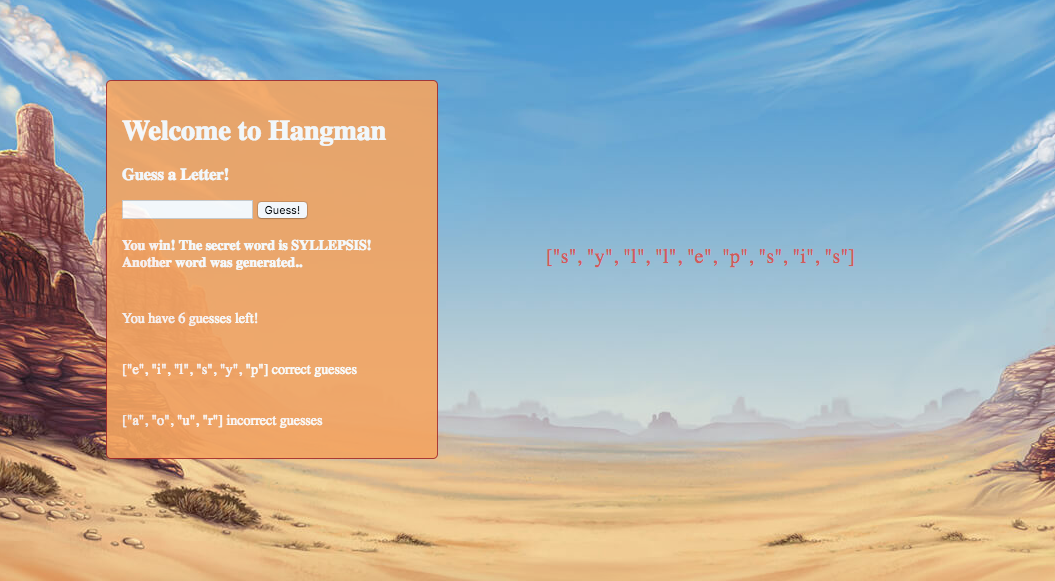 Welcome to Hangman
Guess a Letter!
Guess!
You win! The secret word is SYLLEPSIS!
Another word was generated..
You have 6 guesses left!
["e", "i", "l", "s", "y", "p"] correct guesses
["a", "o", "u", "r"] incorrect guesses
["s", "y", "l", "l", "e", "p", "s", "i", "s"]